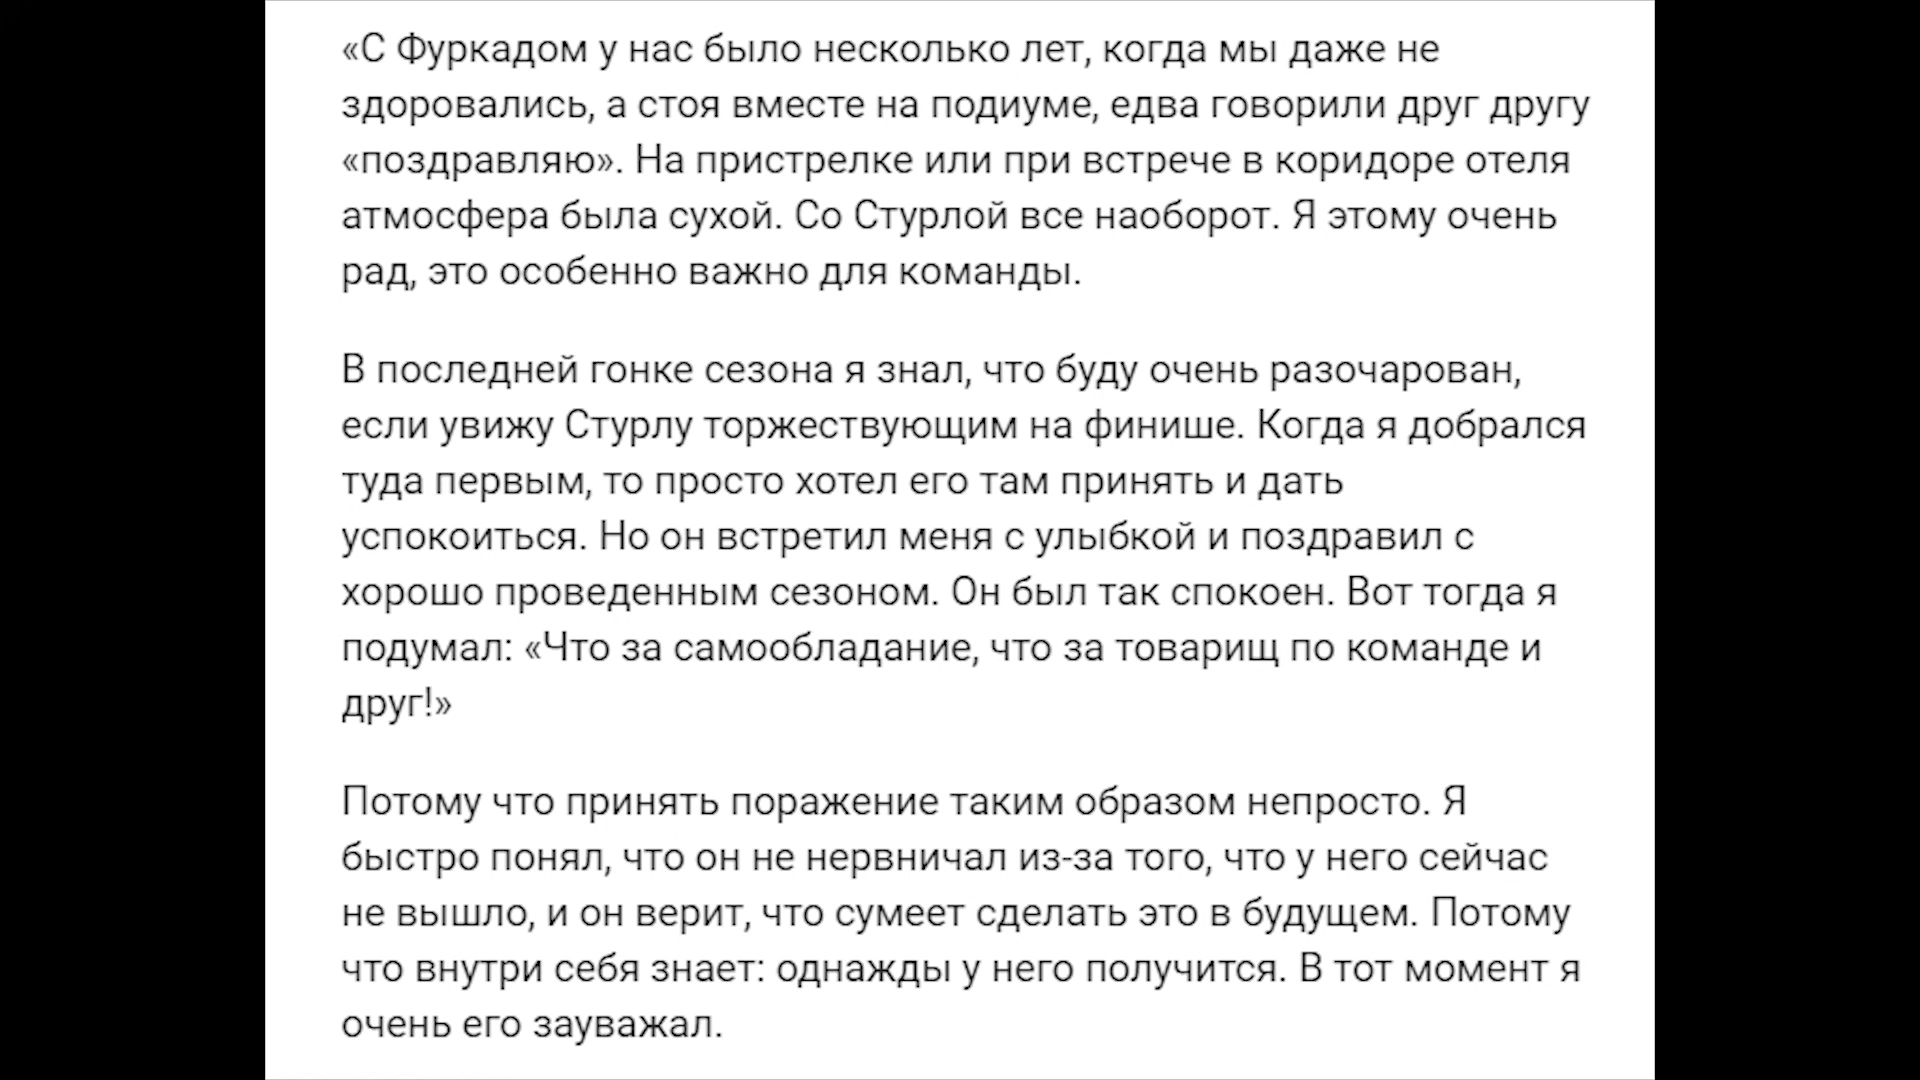 «С Фуркадом у нас было несколько лет, когда мы даже не
здоровались, а стоя вместе на подиуме, едва говорили друг другу
«поздравляю». На пристрелке или при встрече в коридоре отеля
атмосфера была сухой. Со Стурлой все наоборот. Я этому очень
рад, это особенно важно для команды.
В последней гонке сезона я знал, что буду очень разочарован,
если увижу Стурлу торжествующим на финише. Когда я добрался
туда первым, то просто хотел его там принять и дать
успокоиться. Но он встретил меня с улыбкой и поздравил с
хорошо проведенным сезоном. Он был так спокоен. Вот тогда я
подумал: «Что за самообладание, что за товарищ по команде и
друг!»
Потому что принять поражение таким образом непросто. Я
быстро понял, что он не нервничал из-за того, что у него сейчас
не вышло, и он верит, что сумеет сделать это в будущем. Потому
что внутри себя знает: однажды у него получится. В тот момент я
очень его зауважал.